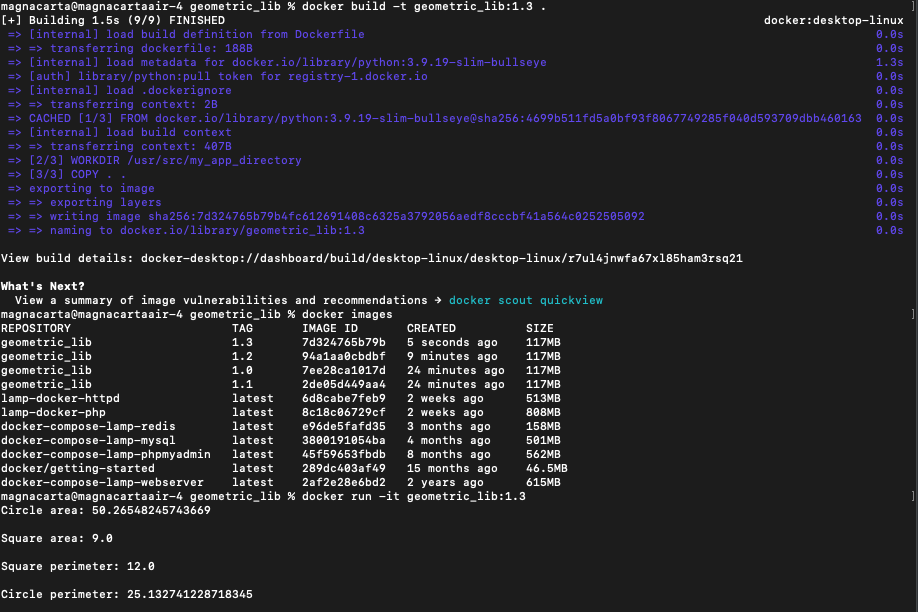 magnacarta@magnacartaair-4 geometric_lib % docker build -t geometric_lib:1.3 .
[+] Building 1.5s (9/9) FINISHED docker:desktop-linux
=> [internal] load build definition from Dockerfile 0.0s
=> => transferring dockerfile: 188B 0.0s
=> [internal] load metadata for docker.io/library/python:3.9.19-slim-bullseye 1.3s
=> [auth] library/python:pull token for registry-1.docker.io 0.0s
=> [internal] load .dockerignore 0.0s
=> => transferring context: 2B 0.0s
=> CACHED [1/3] FROM docker.io/library/python:3.9.19-slim-bullseye@sha256:4699b511fd5a0bf93f8067749285f040d593709dbb460163 0.0s
=> [internal] load build context 0.0s
=> => transferring context: 407B 0.0s
=> [2/3] WORKDIR /usr/src/my_app_directory 0.0s
=> [3/3] COPY . . 0.0s
=> exporting to image 0.0s
=> => exporting layers 0.0s
=> => writing image sha256:7d324765b79b4fc612691408c6325a3792056aedf8cccbf41a564c0252505092 0.0s
=> => naming to docker.io/library/geometric_lib:1.3 0.0s
View build details: docker-desktop://dashboard/build/desktop-linux/desktop-linux/r7ul4jnwfa67xl85ham3rsq21
What's Next?
View a summary of image vulnerabilities and recommendations → docker scout quickview
magnacarta@magnacartaair-4 geometric_lib % docker images
REPOSITORY TAG IMAGE ID CREATED SIZE
geometric_lib 1.3 7d324765b79b 5 seconds ago 117MB
geometric_lib 1.2 94a1aa0cbdbf 9 minutes ago 117MB
geometric_lib 1.0 7ee28ca1017d 24 minutes ago 117MB
geometric_lib 1.1 2de05d449aa4 24 minutes ago 117MB
lamp-docker-httpd latest 6d8cabe7feb9 2 weeks ago 513MB
lamp-docker-php latest 8c18c06729cf 2 weeks ago 808MB
docker-compose-lamp-redis latest e96de5fafd35 3 months ago 158MB
docker-compose-lamp-mysql latest 3800191054ba 4 months ago 501MB
docker-compose-lamp-phpmyadmin latest 45f59653fbdb 8 months ago 562MB
docker/getting-started latest 289dc403af49 15 months ago 46.5MB
docker-compose-lamp-webserver latest 2af2e28e6bd2 2 years ago 615MB
magnacarta@magnacartaair-4 geometric_lib % docker run -it geometric_lib:1.3
Circle area: 50.26548245743669
Square area: 9.0
Square perimeter: 12.0
Circle perimeter: 25.132741228718345